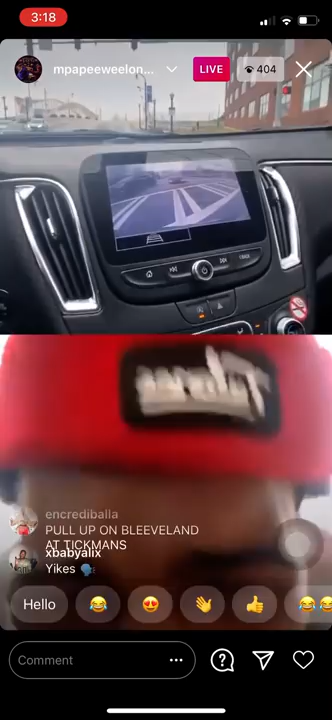 3:18
mpapeeweelon...
LIVE
404
encrediballa
PULL UP ON BLEEVELAND
AT TICKMANS
xbabyalix
Yikes 🗣️
Hello
Comment